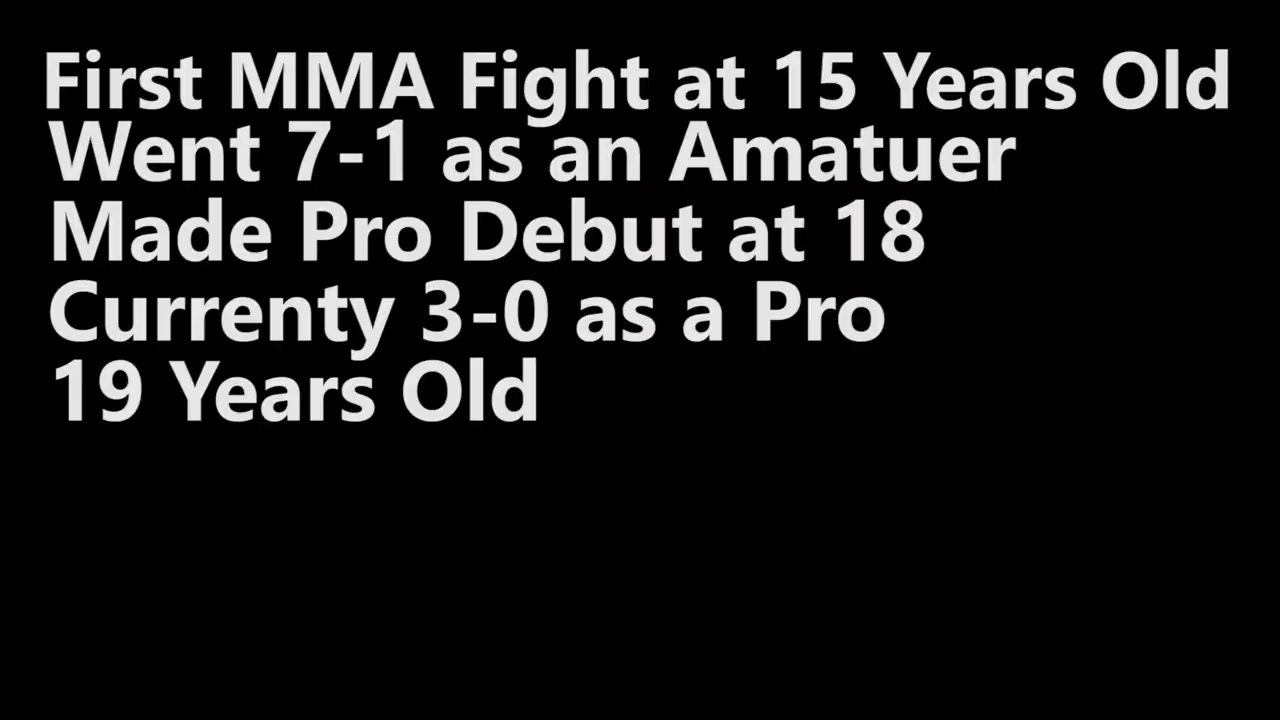 First MMA Fight at 15 Years Old
Went 7-1 as an Amatuer
Made Pro Debut at 18
Currenty 3-0 as a Pro
19 Years Old